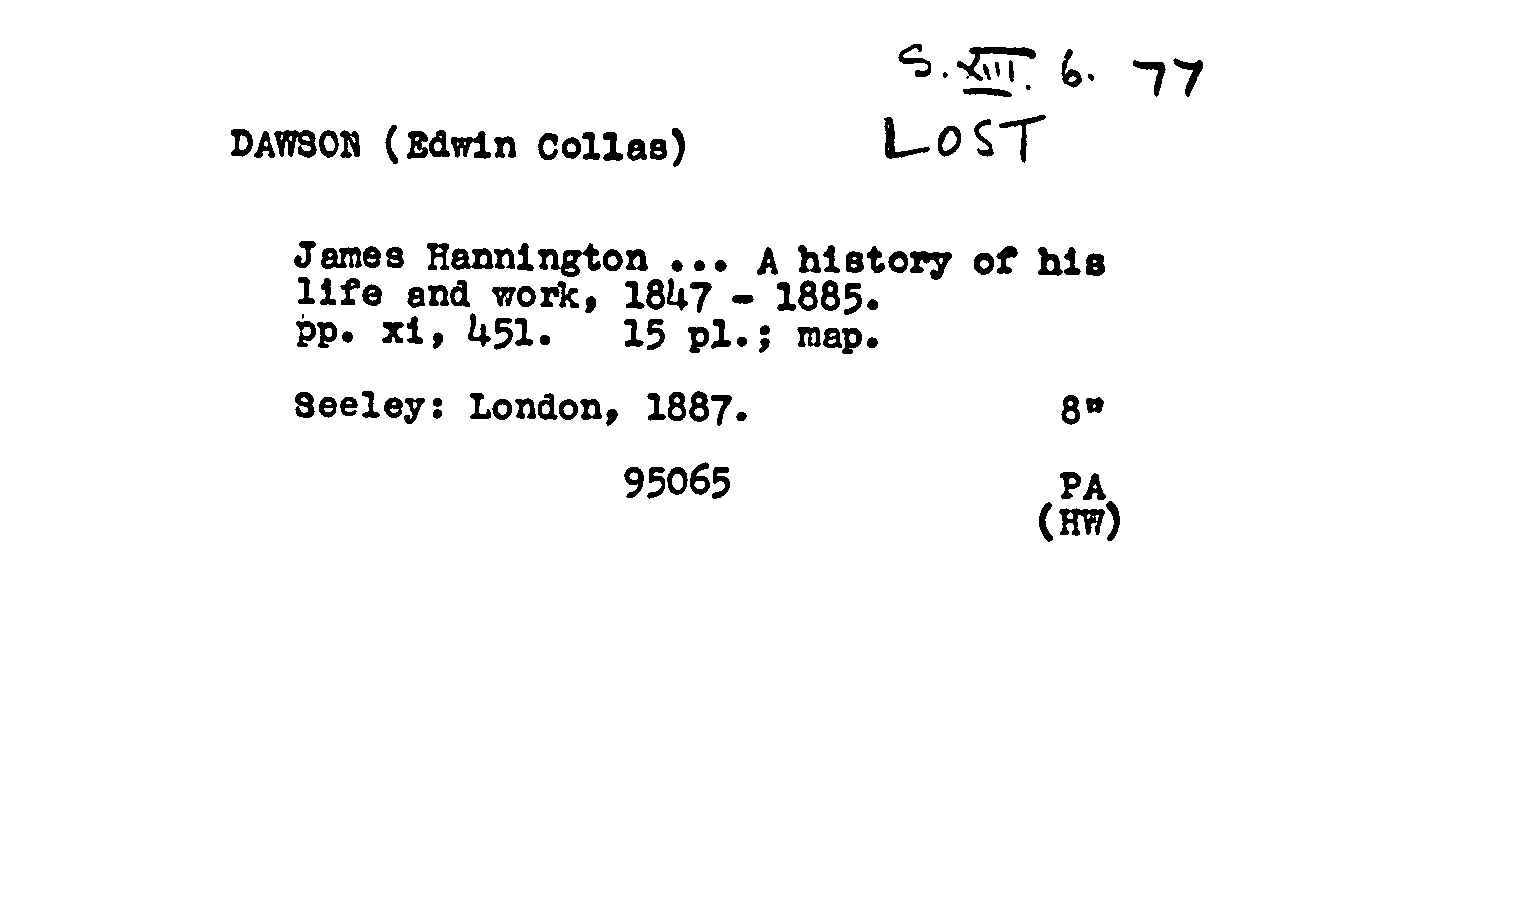 S. XIII. 6. 77
LOST
DAWSON (Edwin Collas)
James Hannington ... A history of his
life and work, 1847 - 1885.
pp. xi, 451. 15 pl.; map.
Seeley: London, 1887. 8"
95065 PA
(HW)